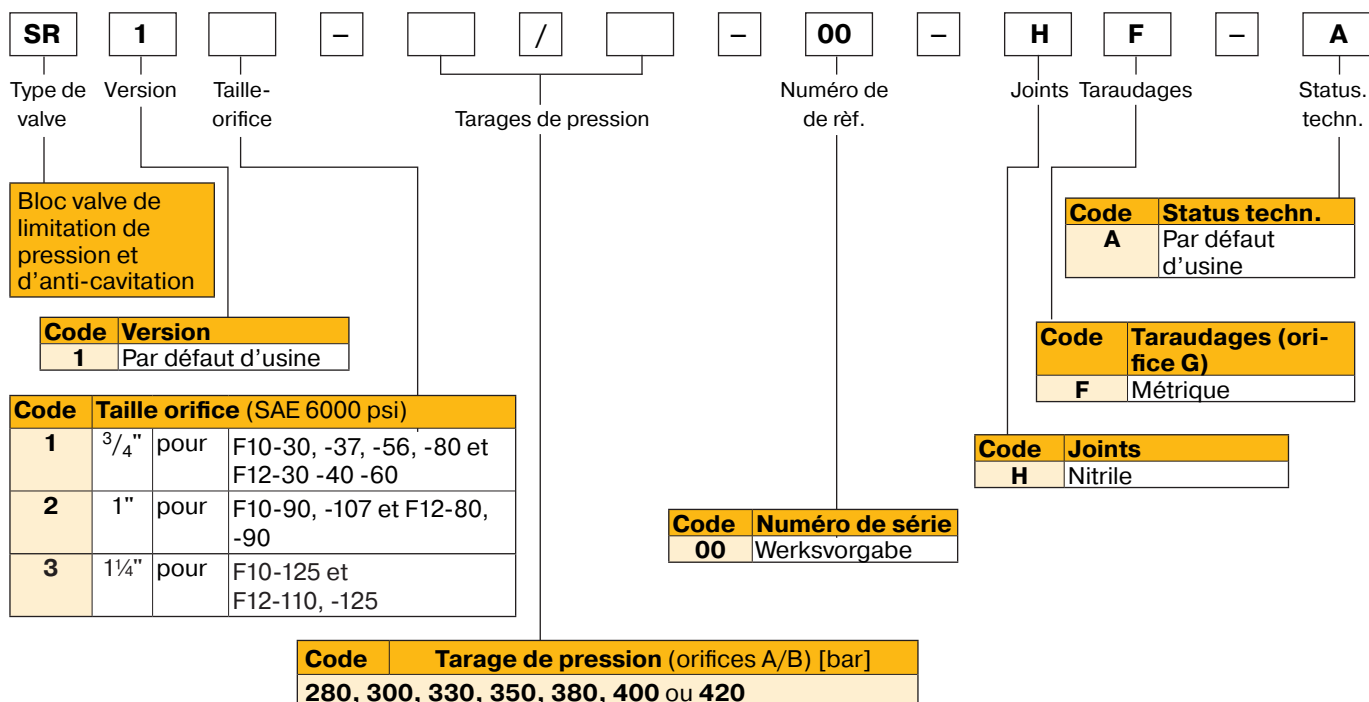 SR 1 – / – 00 – H F – A
Type de valve
Version
Taille-orifice
Tarages de pression
Numéro de de rèf.
Joints
Taraudages
Status. techn.
Bloc valve de
limitation de
pression et
d'anti-cavitation
Code Status techn.
A Par défaut
d'usine
Code Version
1 Par défaut d'usine
Code Taraudages (ori-
fice G)
F Métrique
Code Taille orifice (SAE 6000 psi)
1 3/4" pour F10-30, -37, -56, -80 et
F12-30 -40 -60
2 1" pour F10-90, -107 et F12-80,
-90
3 1¼" pour F10-125 et
F12-110, -125
Code Joints
H Nitrile
Code Numéro de série
00 Werksvorgabe
Code Tarage de pression (orifices A/B) [bar]
280, 300, 330, 350, 380, 400 ou 420